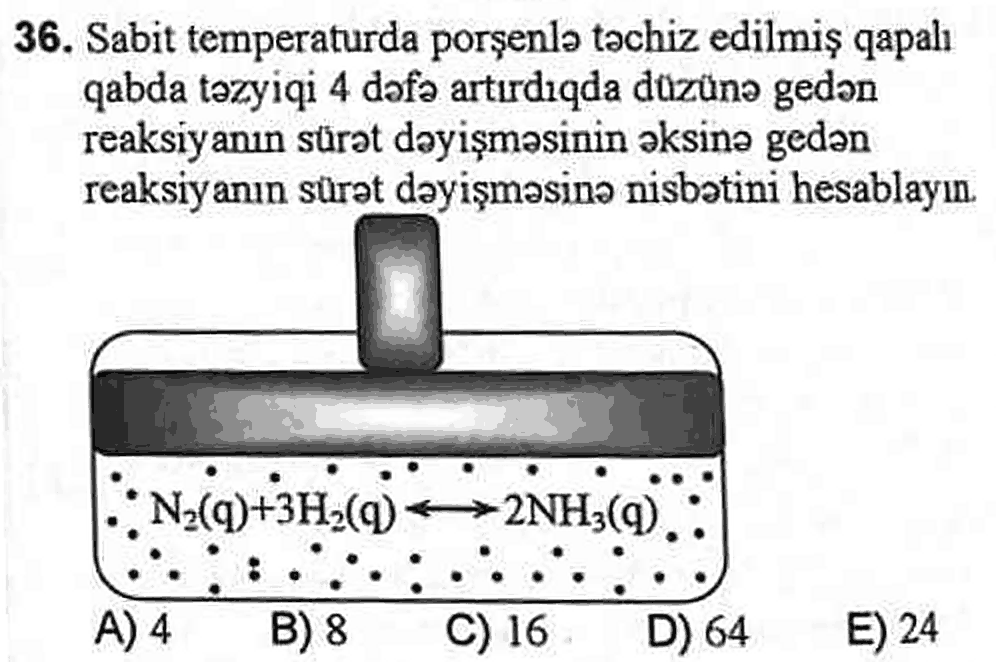 36. Sabit temperaturda porşenlə təchiz edilmiş qapalı
qabda təzyiqi 4 dəfə artırdıqda düzünə gedən
reaksiyanın sürət dəyişməsinin əksinə gedən
reaksiyanın sürət dəyişməsinə nisbətini hesablayın.
N₂(q)+3H₂(q) ⟷ 2NH₃(q)
A) 4 B) 8 C) 16 D) 64 E) 24